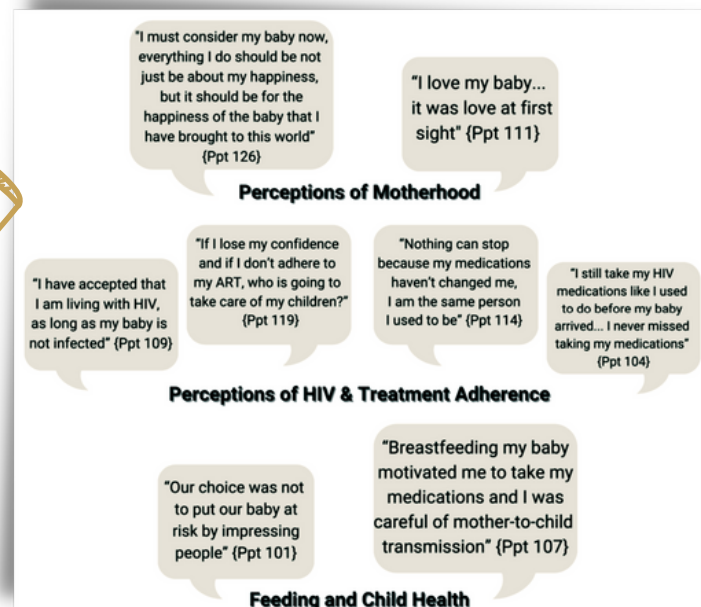 "I must consider my baby now,
everything I do should be not
just be about my happiness,
but it should be for the
happiness of the baby that I
have brought to this world"
{Ppt 126}
"I love my baby...
it was love at first
sight" {Ppt 111}
Perceptions of Motherhood
"I have accepted that
I am living with HIV,
as long as my baby is
not infected" {Ppt 109}
"If I lose my confidence
and if I don't adhere to
my ART, who is going to
take care of my children?"
{Ppt 119}
"Nothing can stop
because my medications
haven't changed me,
I am the same person
I used to be" {Ppt 114}
"I still take my HIV
medications like I used
to do before my baby
arrived... I never missed
taking my medications"
{Ppt 104}
Perceptions of HIV & Treatment Adherence
"Our choice was not
to put our baby at
risk by impressing
people" {Ppt 101}
"Breastfeeding my baby
motivated me to take my
medications and I was
careful of mother-to-child
transmission" {Ppt 107}
Feeding and Child Health